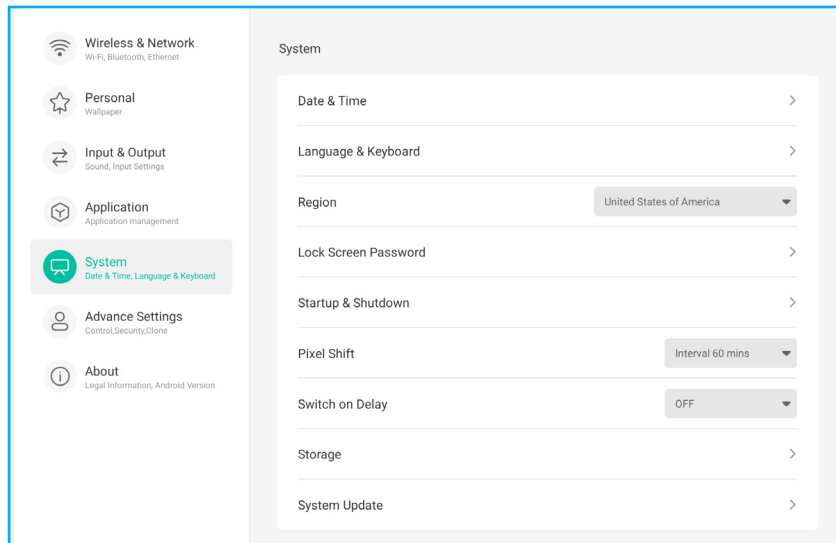 Wireless & Network
Wi-Fi, Bluetooth, Ethernet
Personal
Wallpaper
Input & Output
Sound, Input Settings
Application
Application management
System
Date & Time, Language & Keyboard
Advance Settings
Control,Security,Clone
About
Legal Information, Android Version
System
Date & Time
Language & Keyboard
Region United States of America
Lock Screen Password
Startup & Shutdown
Pixel Shift Interval 60 mins
Switch on Delay OFF
Storage
System Update